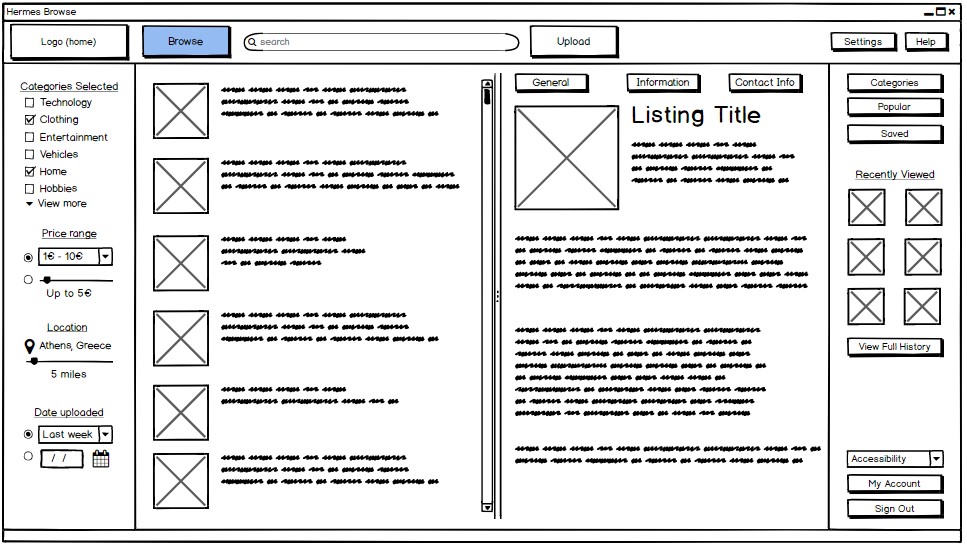 Hermes Browse
Logo (home)
Browse
search
Upload
Settings
Help
Categories Selected
Technology
Clothing
Entertainment
Vehicles
Home
Hobbies
View more
Price range
1€ - 10€
Up to 5€
Location
Athens, Greece
5 miles
Date uploaded
Last week
/ /
General
Information
Contact Info
Listing Title
Categories
Popular
Saved
Recently Viewed
View Full History
Accessibility
My Account
Sign Out